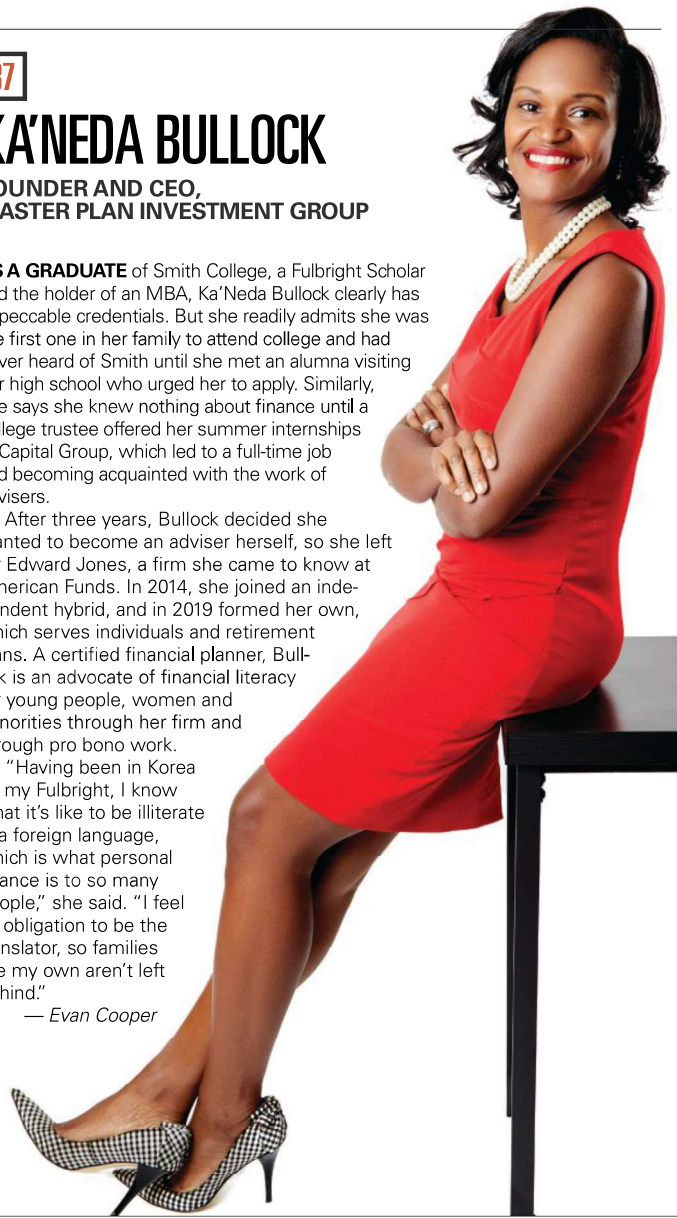 37
KA'NEDA BULLOCK
OUNDER AND CEO,
ASTER PLAN INVESTMENT GROUP
S A GRADUATE of Smith College, a Fulbright Scholar
d the holder of an MBA, Ka'Neda Bullock clearly has
peccable credentials. But she readily admits she was
e first one in her family to attend college and had
ver heard of Smith until she met an alumna visiting
r high school who urged her to apply. Similarly,
e says she knew nothing about finance until a
llege trustee offered her summer internships
Capital Group, which led to a full-time job
d becoming acquainted with the work of
visers.
After three years, Bullock decided she
anted to become an adviser herself, so she left
r Edward Jones, a firm she came to know at
merican Funds. In 2014, she joined an inde-
ndent hybrid, and in 2019 formed her own,
hich serves individuals and retirement
ans. A certified financial planner, Bull-
k is an advocate of financial literacy
r young people, women and
norities through her firm and
rough pro bono work.
"Having been in Korea
my Fulbright, I know
hat it's like to be illiterate
a foreign language,
hich is what personal
ance is to so many
ople," she said. "I feel
obligation to be the
nslator, so families
e my own aren't left
hind."
— Evan Cooper